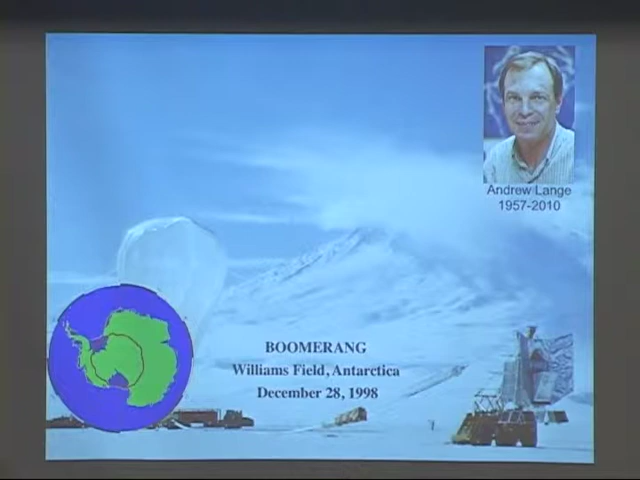 Andrew Lange
1957-2010
BOOMERANG
Williams Field, Antarctica
December 28, 1998